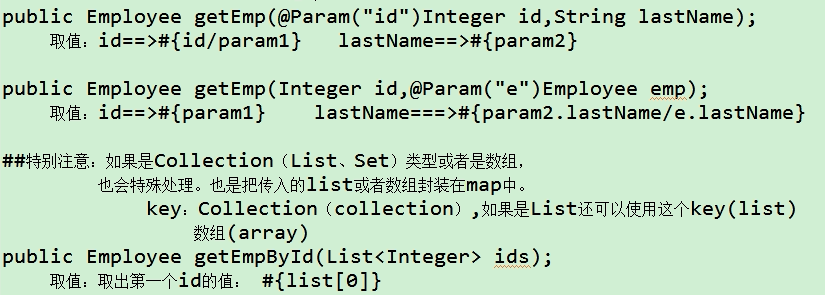 public Employee getEmp(@Param("id")Integer id,String lastName);
取值：id==>#{id/param1}   lastName==>#{param2}
public Employee getEmp(Integer id,@Param("e")Employee emp);
取值：id==>#{param1}    lastName===>#{param2.lastName/e.lastName}
##特别注意：如果是Collection（List、Set）类型或者是数组，
也会特殊处理。也是把传入的list或者数组封装在map中。
key：Collection（collection）,如果是List还可以使用这个key(list)
数组(array)
public Employee getEmpById(List<Integer> ids);
取值：取出第一个id的值： #{list[0]}